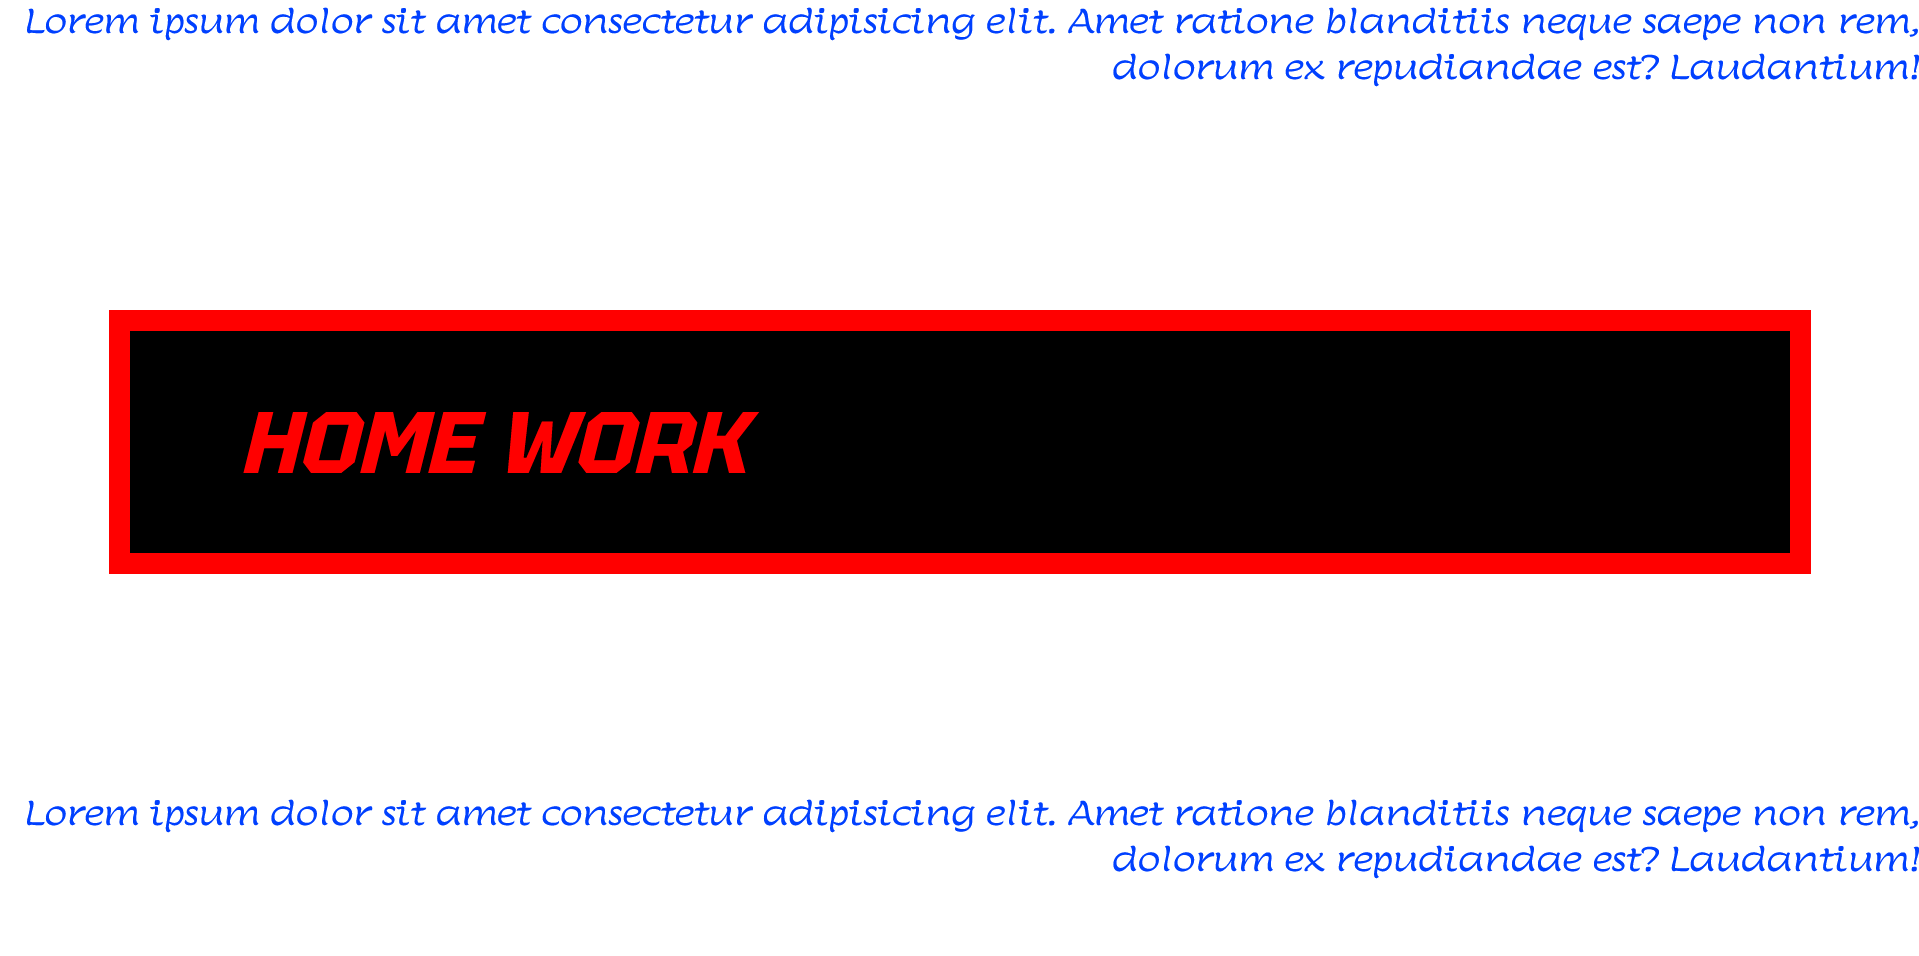 Lorem ipsum dolor sit amet consectetur adipisicing elit. Amet ratione blanditiis neque saepe non rem,
dolorum ex repudiandae est? Laudantium!
HOME WORK
Lorem ipsum dolor sit amet consectetur adipisicing elit. Amet ratione blanditiis neque saepe non rem,
dolorum ex repudiandae est? Laudantium!